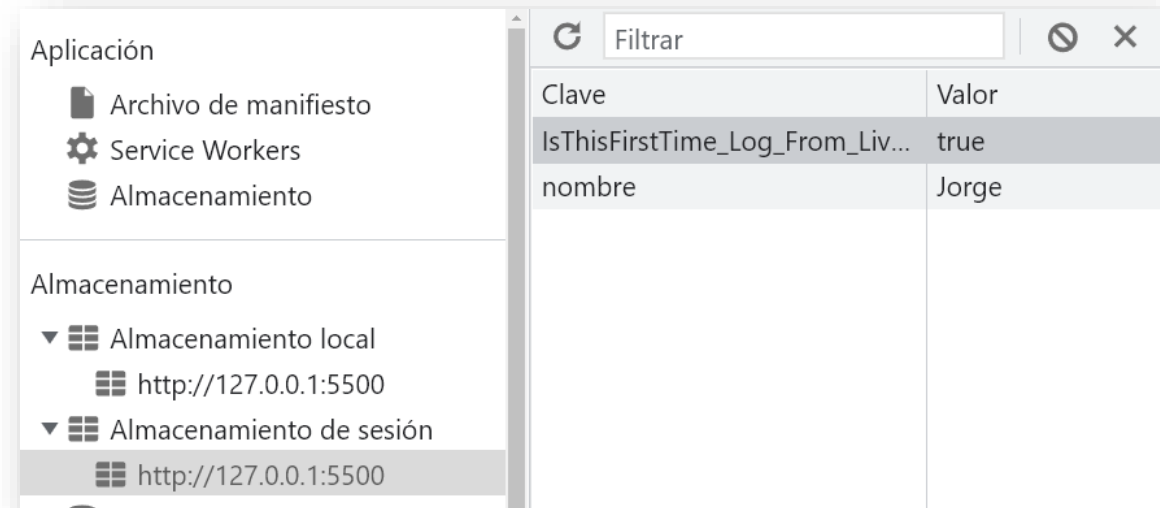 Aplicación
Archivo de manifiesto
Service Workers
Almacenamiento
Almacenamiento
Almacenamiento local
http://127.0.0.1:5500
Almacenamiento de sesión
http://127.0.0.1:5500
Filtrar
Clave Valor
IsThisFirstTime_Log_From_Liv... true
nombre Jorge